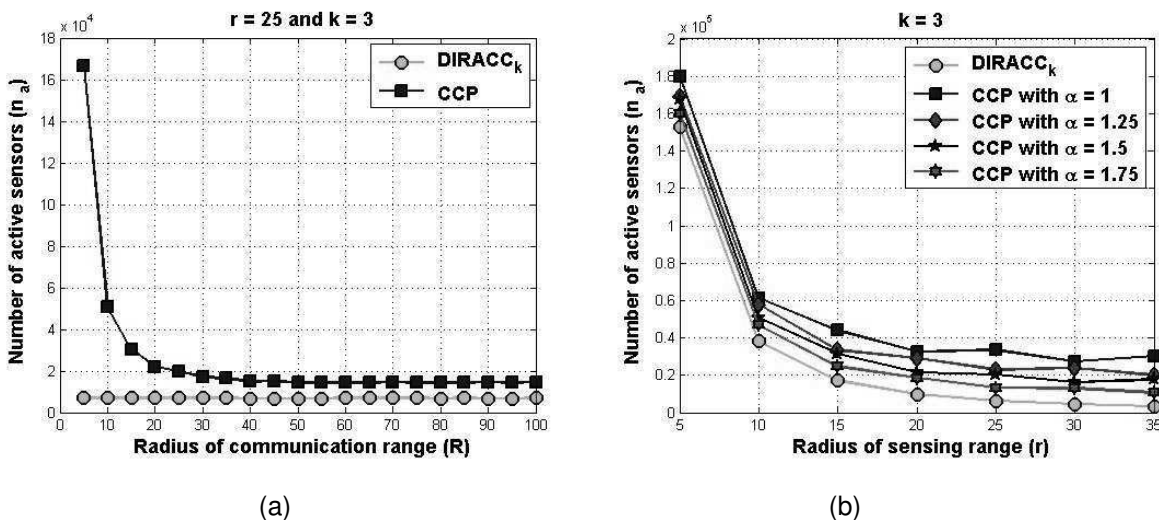 r = 25 and k = 3
x 10^4
Number of active sensors (n_a)
18
16
14
12
10
8
6
4
2
0
0 10 20 30 40 50 60 70 80 90 100
Radius of communication range (R)
DIRACC_k
CCP
(a)
k = 3
x 10^5
Number of active sensors (n_a)
2
1.8
1.6
1.4
1.2
1
0.8
0.6
0.4
0.2
0
5 10 15 20 25 30 35
Radius of sensing range (r)
DIRACC_k
CCP with α = 1
CCP with α = 1.25
CCP with α = 1.5
CCP with α = 1.75
(b)